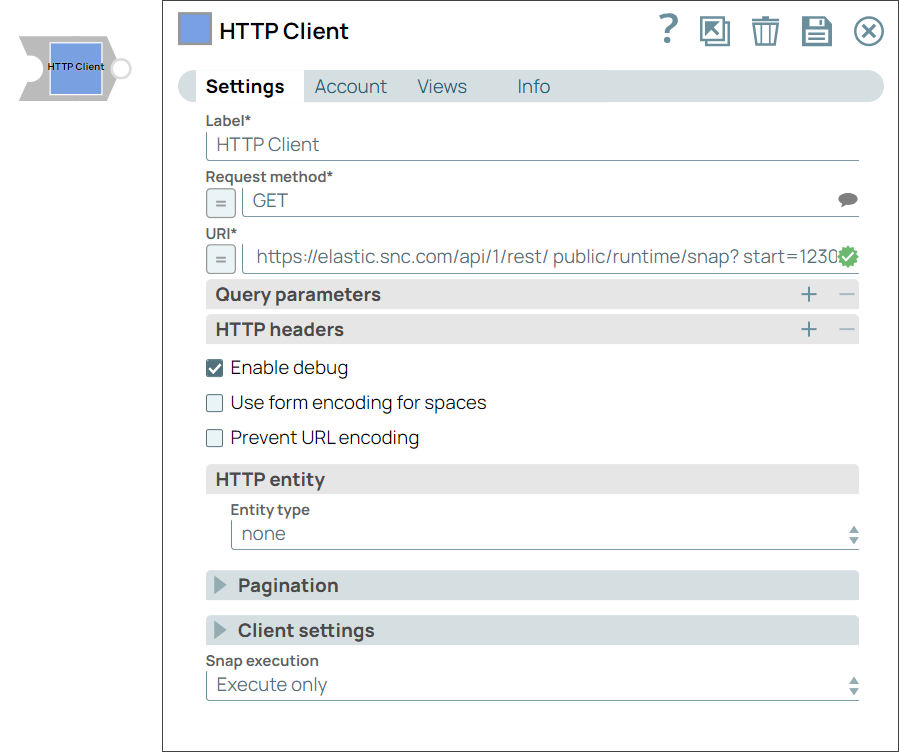 HTTP Client
HTTP Client
?
Settings Account Views Info
Label*
HTTP Client
Request method*
= GET
URI*
= https://elastic.snc.com/api/1/rest/ public/runtime/snap? start=1230
Query parameters + −
HTTP headers + −
Enable debug
Use form encoding for spaces
Prevent URL encoding
HTTP entity
Entity type
none
Pagination
Client settings
Snap execution
Execute only